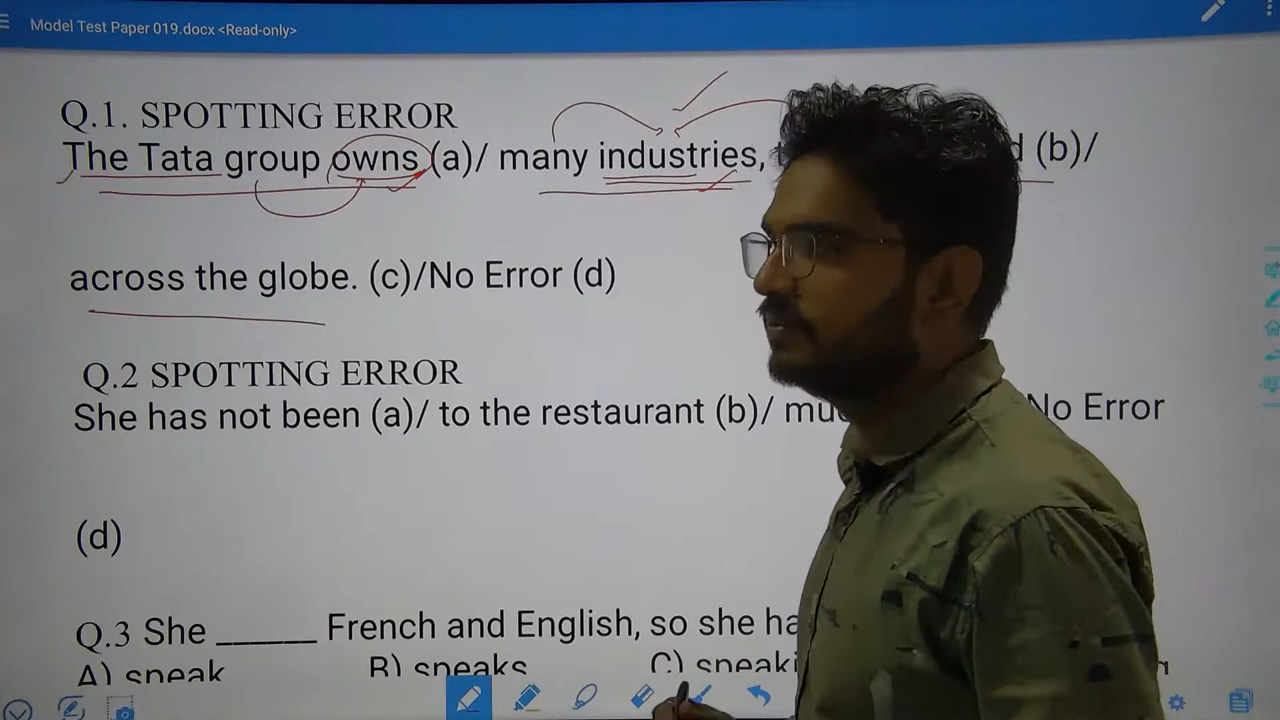 Model Test Paper 019.docx <Read-only>
Q.1. SPOTTING ERROR
The Tata group owns (a)/ many industries, (b)/
across the globe. (c)/No Error (d)
Q.2 SPOTTING ERROR
She has not been (a)/ to the restaurant (b)/ No Error
(d)
Q.3 She ______ French and English, so she
A) speak B) speaks C)